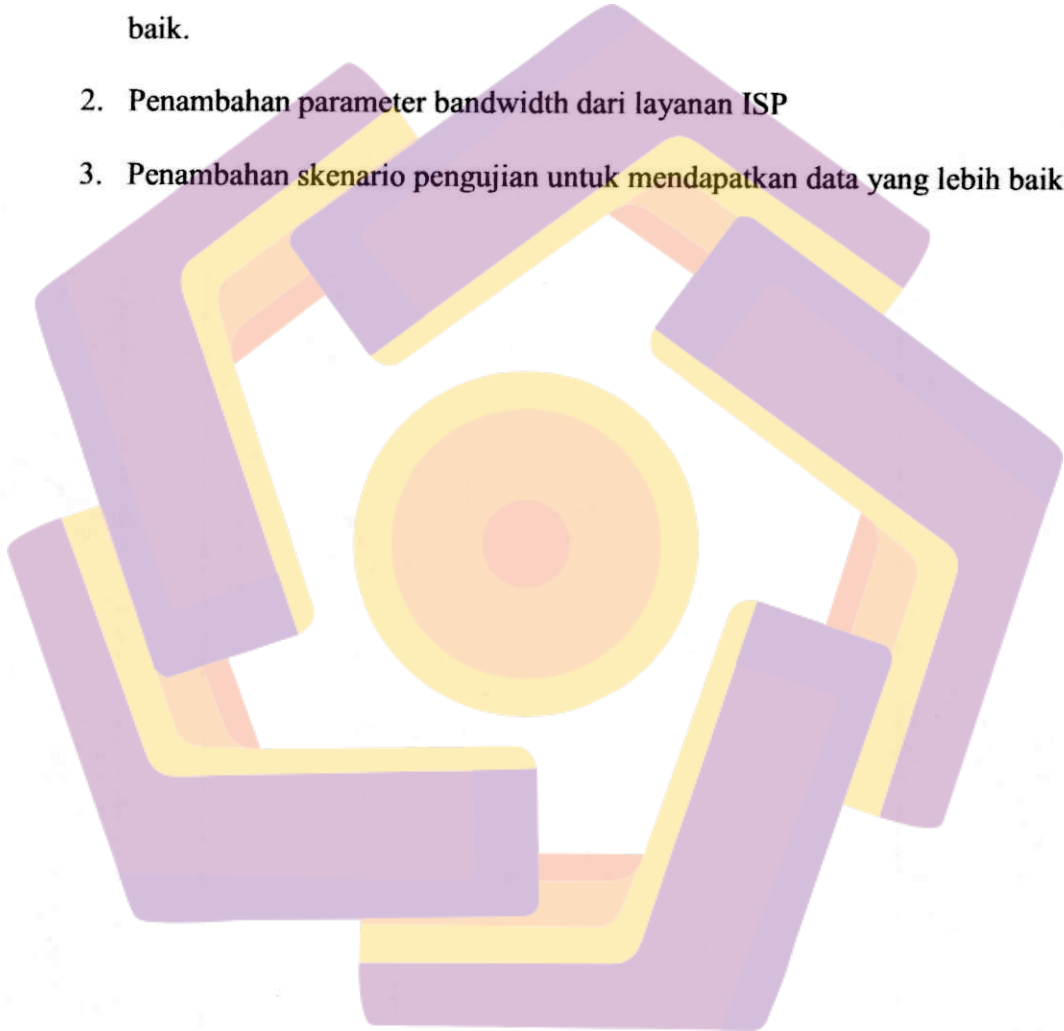 baik.
2. Penambahan parameter bandwidth dari layanan ISP
3. Penambahan skenario pengujian untuk mendapatkan data yang lebih baik